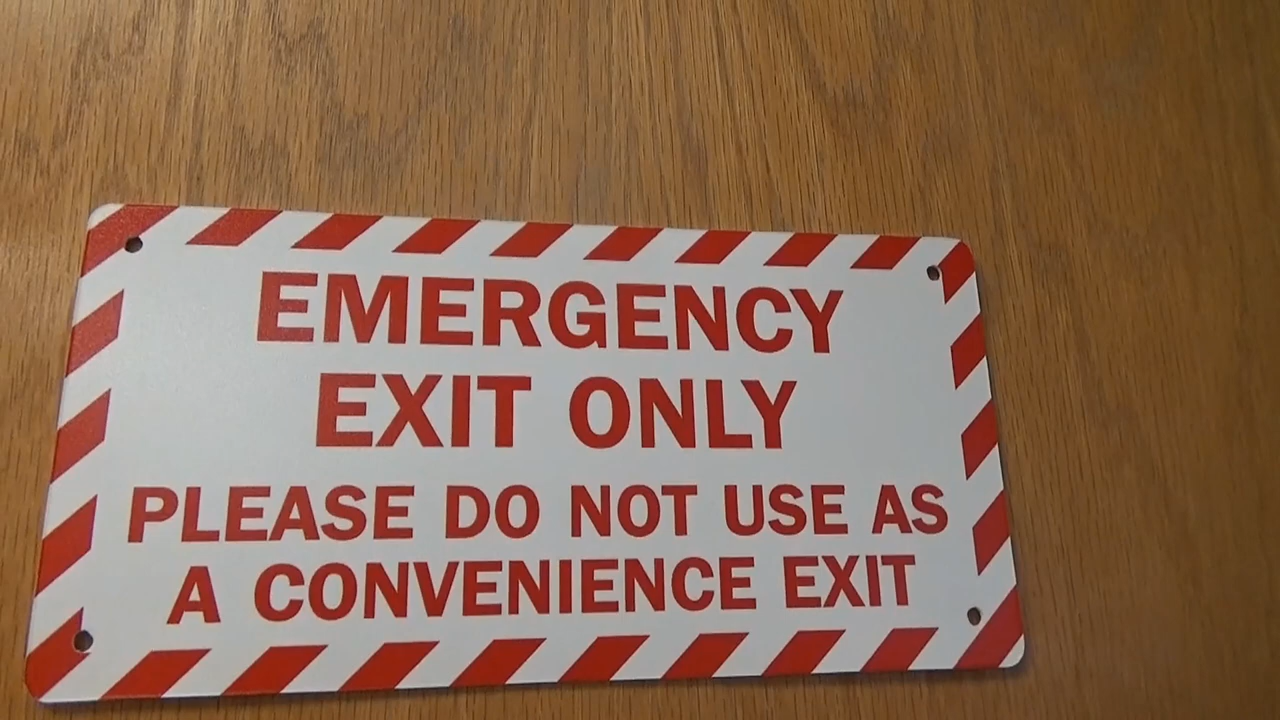 EMERGENCY
EXIT ONLY
PLEASE DO NOT USE AS
A CONVENIENCE EXIT